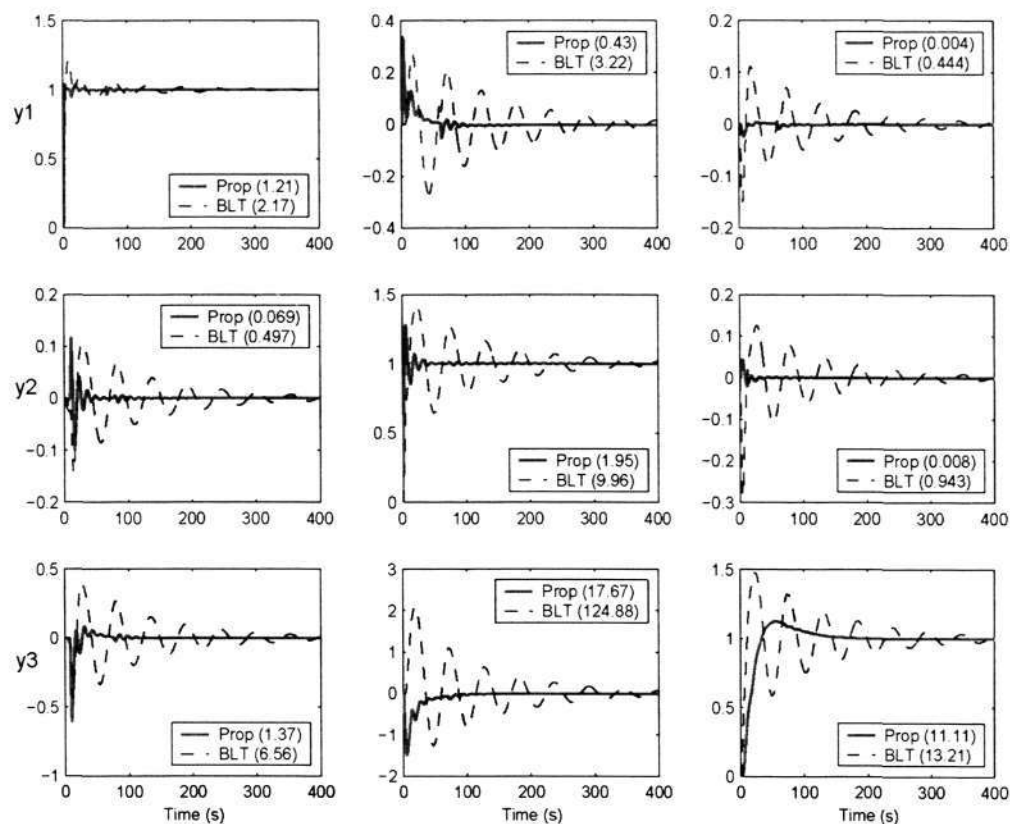 1.5
1
0.5
0
0 100 200 300 400
y1
Prop (1.21)
BLT (2.17)
0.4
0.2
0
−0.2
−0.4
0 100 200 300 400
Prop (0.43)
BLT (3.22)
0.2
0.1
0
−0.1
−0.2
0 100 200 300 400
Prop (0.004)
BLT (0.444)
0.2
0.1
0
−0.1
−0.2
0 100 200 300 400
y2
Prop (0.069)
BLT (0.497)
1.5
1
0.5
0
0 100 200 300 400
Prop (1.95)
BLT (9.96)
0.2
0.1
0
−0.1
−0.2
−0.3
0 100 200 300 400
Prop (0.008)
BLT (0.943)
0.5
0
−0.5
−1
0 100 200 300 400
y3
Prop (1.37)
BLT (6.56)
Time (s)
3
2
1
0
−1
−2
0 100 200 300 400
Prop (17.67)
BLT (124.88)
Time (s)
1.5
1
0.5
0
0 100 200 300 400
Prop (11.11)
BLT (13.21)
Time (s)